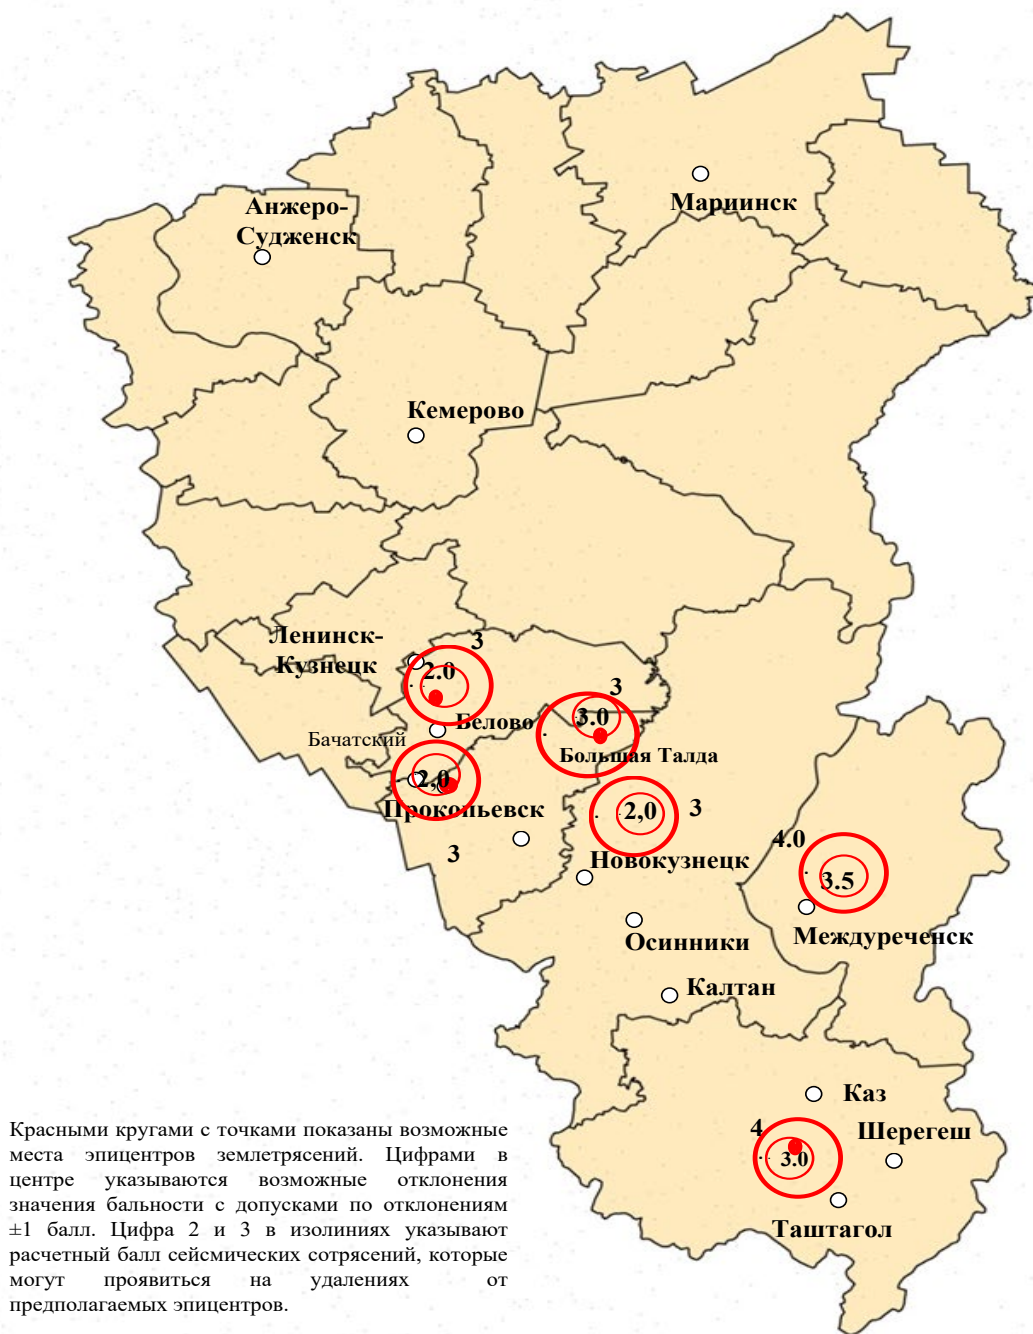 Анжеро-
Судженск
Мариинск
Кемерово
Ленинск-
Кузнецк
3
2.0
Белово
3
3.0
Большая Талда
Бачатский
2,0
Прокопьевск
3
2,0
3
Новокузнецк
4.0
3.5
Междуреченск
Осинники
Калтан
Каз
4
Шерегеш
3.0
Таштагол
Красными кругами с точками показаны возможные
места эпицентров землетрясений. Цифрами в
центре указываются возможные отклонения
значения бальности с допусками по отклонениям
±1 балл. Цифра 2 и 3 в изолиниях указывают
расчетный балл сейсмических сотрясений, которые
могут проявиться на удалениях от
предполагаемых эпицентров.